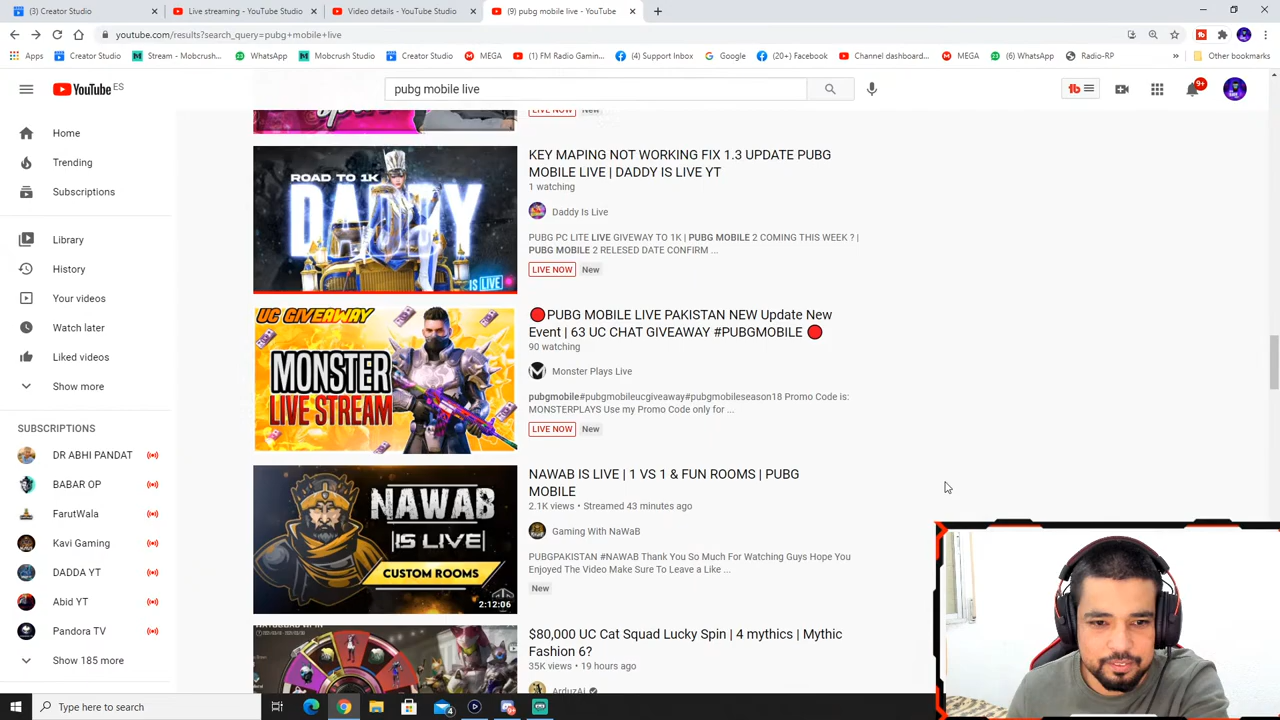 (3) Creator Studio
Live streaming - YouTube Studio
Video details - YouTube Studio
(9) pubg mobile live - YouTube
youtube.com/results?search_query=pubg+mobile+live
Apps
Creator Studio
Stream - Mobcrush...
WhatsApp
Mobcrush Studio
Creator Studio
MEGA
(1) FM Radio Gami...
(4) Support Inbox
Google
(20+) Facebook
Channel dashboard...
MEGA
(6) WhatsApp
Radio-RP
»
Other bookmarks
YouTube ES
pubg mobile live
tb
9+
Home
Trending
Subscriptions
Library
History
Your videos
Watch later
Liked videos
Show more
SUBSCRIPTIONS
DR ABHI PANDAT
BABAR OP
FarutWala
Kavi Gaming
DADDA YT
Abid YT
Pandora TV
Show 185 more
LIVE NOW
New
ROAD TO 1K
DADDY
IS LIVE
KEY MAPING NOT WORKING FIX 1.3 UPDATE PUBG
MOBILE LIVE | DADDY IS LIVE YT
1 watching
Daddy Is Live
PUBG PC LITE LIVE GIVEWAY TO 1K | PUBG MOBILE 2 COMING THIS WEEK ? |
PUBG MOBILE 2 RELESED DATE CONFIRM ...
LIVE NOW
New
UC GIVEAWAY
MONSTER
LIVE STREAM
PUBG MOBILE LIVE PAKISTAN NEW Update New
Event | 63 UC CHAT GIVEAWAY #PUBGMOBILE
90 watching
Monster Plays Live
pubgmobile#pubgmobileucgiveaway#pubgmobileseason18 Promo Code is:
MONSTERPLAYS Use my Promo Code only for ...
LIVE NOW
New
NAWAB
IS LIVE
CUSTOM ROOMS
2:12:06
NAWAB IS LIVE | 1 VS 1 & FUN ROOMS | PUBG
MOBILE
2.1K views • Streamed 43 minutes ago
Gaming With NaWaB
PUBGPAKISTAN #NAWAB Thank You So Much For Watching Guys Hope You
Enjoyed The Video Make Sure To Leave a Like ...
New
$80,000 UC Cat Squad Lucky Spin | 4 mythics | Mythic
Fashion 6?
35K views • 19 hours ago
ArduzAi
Type here to search
4